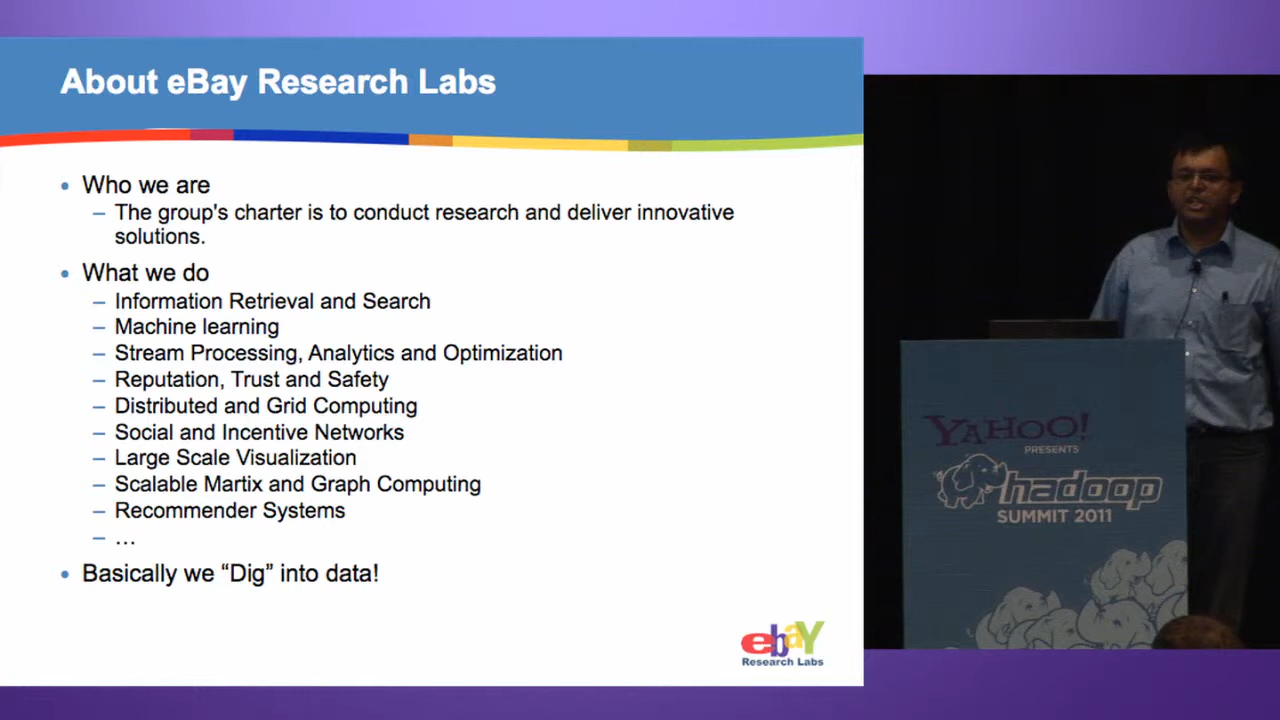 About eBay Research Labs
• Who we are
– The group's charter is to conduct research and deliver innovative
solutions.
• What we do
– Information Retrieval and Search
– Machine learning
– Stream Processing, Analytics and Optimization
– Reputation, Trust and Safety
– Distributed and Grid Computing
– Social and Incentive Networks
– Large Scale Visualization
– Scalable Martix and Graph Computing
– Recommender Systems
– …
• Basically we “Dig” into data!
ebaY
Research Labs
YAHOO!
PRESENTS
hadoop
SUMMIT 2011